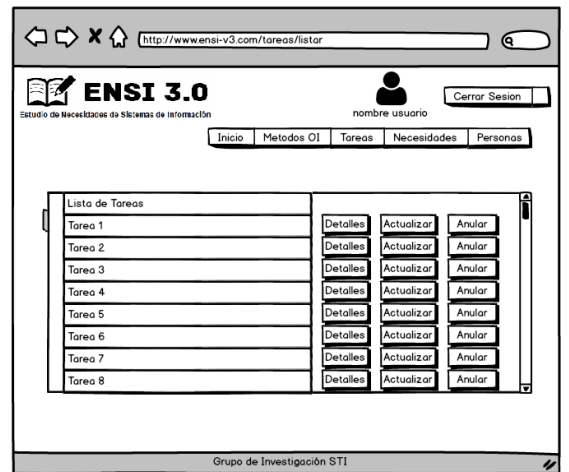 http://www.ensi-v3.com/tareas/listar
ENSI 3.0
Estudio de Necesidades de Sistemas de Información
nombre usuario
Cerrar Sesion
Inicio Metodos OI Tareas Necesidades Personas
Lista de Tareas
Tarea 1 Detalles Actualizar Anular
Tarea 2 Detalles Actualizar Anular
Tarea 3 Detalles Actualizar Anular
Tarea 4 Detalles Actualizar Anular
Tarea 5 Detalles Actualizar Anular
Tarea 6 Detalles Actualizar Anular
Tarea 7 Detalles Actualizar Anular
Tarea 8 Detalles Actualizar Anular
Grupo de Investigación STI